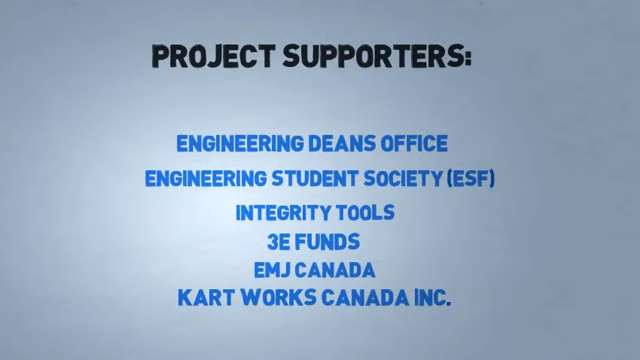 PROJECT SUPPORTERS:
ENGINEERING DEANS OFFICE
ENGINEERING STUDENT SOCIETY (ESF)
INTEGRITY TOOLS
3E FUNDS
EMJ CANADA
KART WORKS CANADA INC.